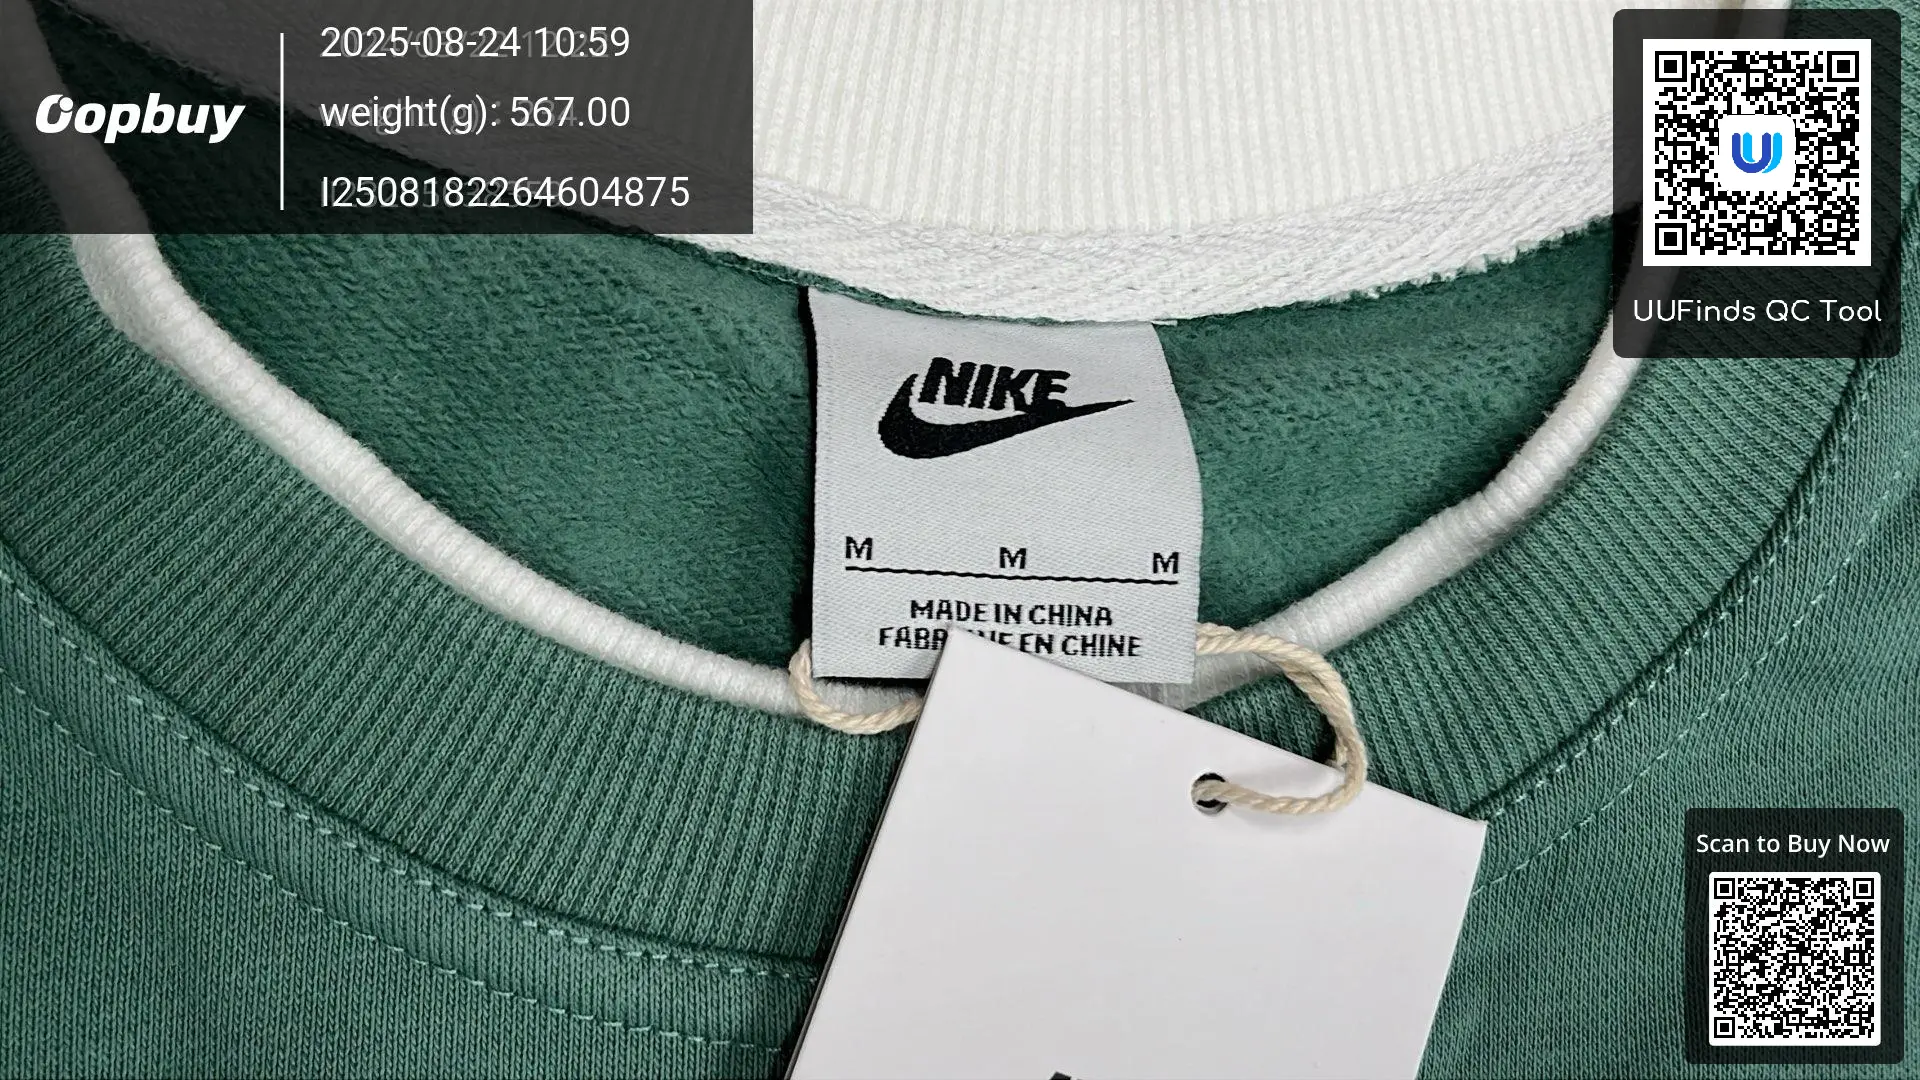 Oopbuy
2025-08-24 10:59
weight(g): 567.00
I2508182264604875
UUFinds QC Tool
NIKE
M M M
MADE IN CHINA
EN CHINE
Scan to Buy Now